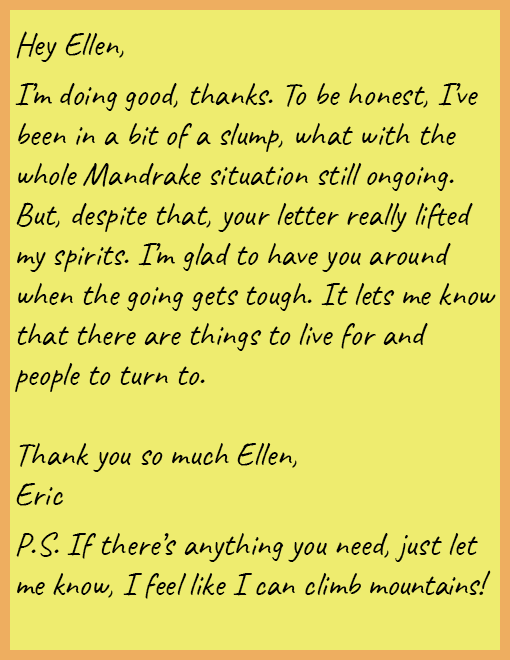 Hey Ellen,
I'm doing good, thanks. To be honest, I've
been in a bit of a slump, what with the
whole Mandrake situation still ongoing.
But, despite that, your letter really lifted
my spirits. I'm glad to have you around
when the going gets tough. It lets me know
that there are things to live for and
people to turn to.
Thank you so much Ellen,
Eric
P.S. If there's anything you need, just let
me know, I feel like I can climb mountains!